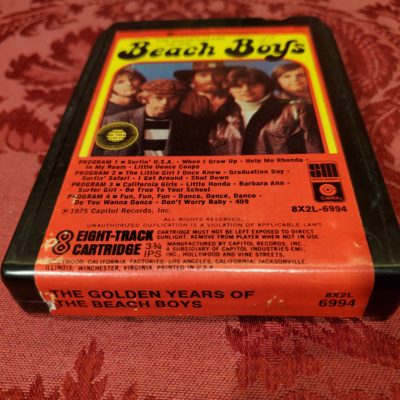 Beach Boys
PROGRAM 1 • Surfin' U.S.A. • When I Grew Up • Help Me Rhonda •
In My Room • Little Deuce Coupe
PROGRAM 2 • The Little Girl I Once Knew • Graduation Day •
Surfin' Safari • I Get Around • Shut Down
PROGRAM 3 • California Girls • Little Honda • Barbara Ann •
Surfer Girl • Be True To Your School
PROGRAM 4 • Fun, Fun, Fun • Dance, Dance, Dance •
Do You Wanna Dance • Don't Worry Baby • 409
℗1975 Capitol Records, Inc.
SM
8X2L-6994
ALL RIGHTS RESERVED.
UNAUTHORIZED DUPLICATION IS A VIOLATION OF APPLICABLE LAWS.
8 EIGHT-TRACK
CARTRIDGE
3¾
IPS
CARTRIDGE MUST NOT BE LEFT EXPOSED TO DIRECT
SUNLIGHT. REMOVE FROM PLAYER WHEN NOT IN USE.
MANUFACTURED BY CAPITOL RECORDS, INC.,
A SUBSIDIARY OF CAPITOL INDUSTRIES-EMI,
INC., HOLLYWOOD AND VINE STREETS,
HOLLYWOOD, CALIFORNIA. FACTORIES: LOS ANGELES, CALIFORNIA; JACKSONVILLE,
ILLINOIS; WINCHESTER, VIRGINIA. PRINTED IN U.S.A.
THE GOLDEN YEARS OF
THE BEACH BOYS
8X2L
6994